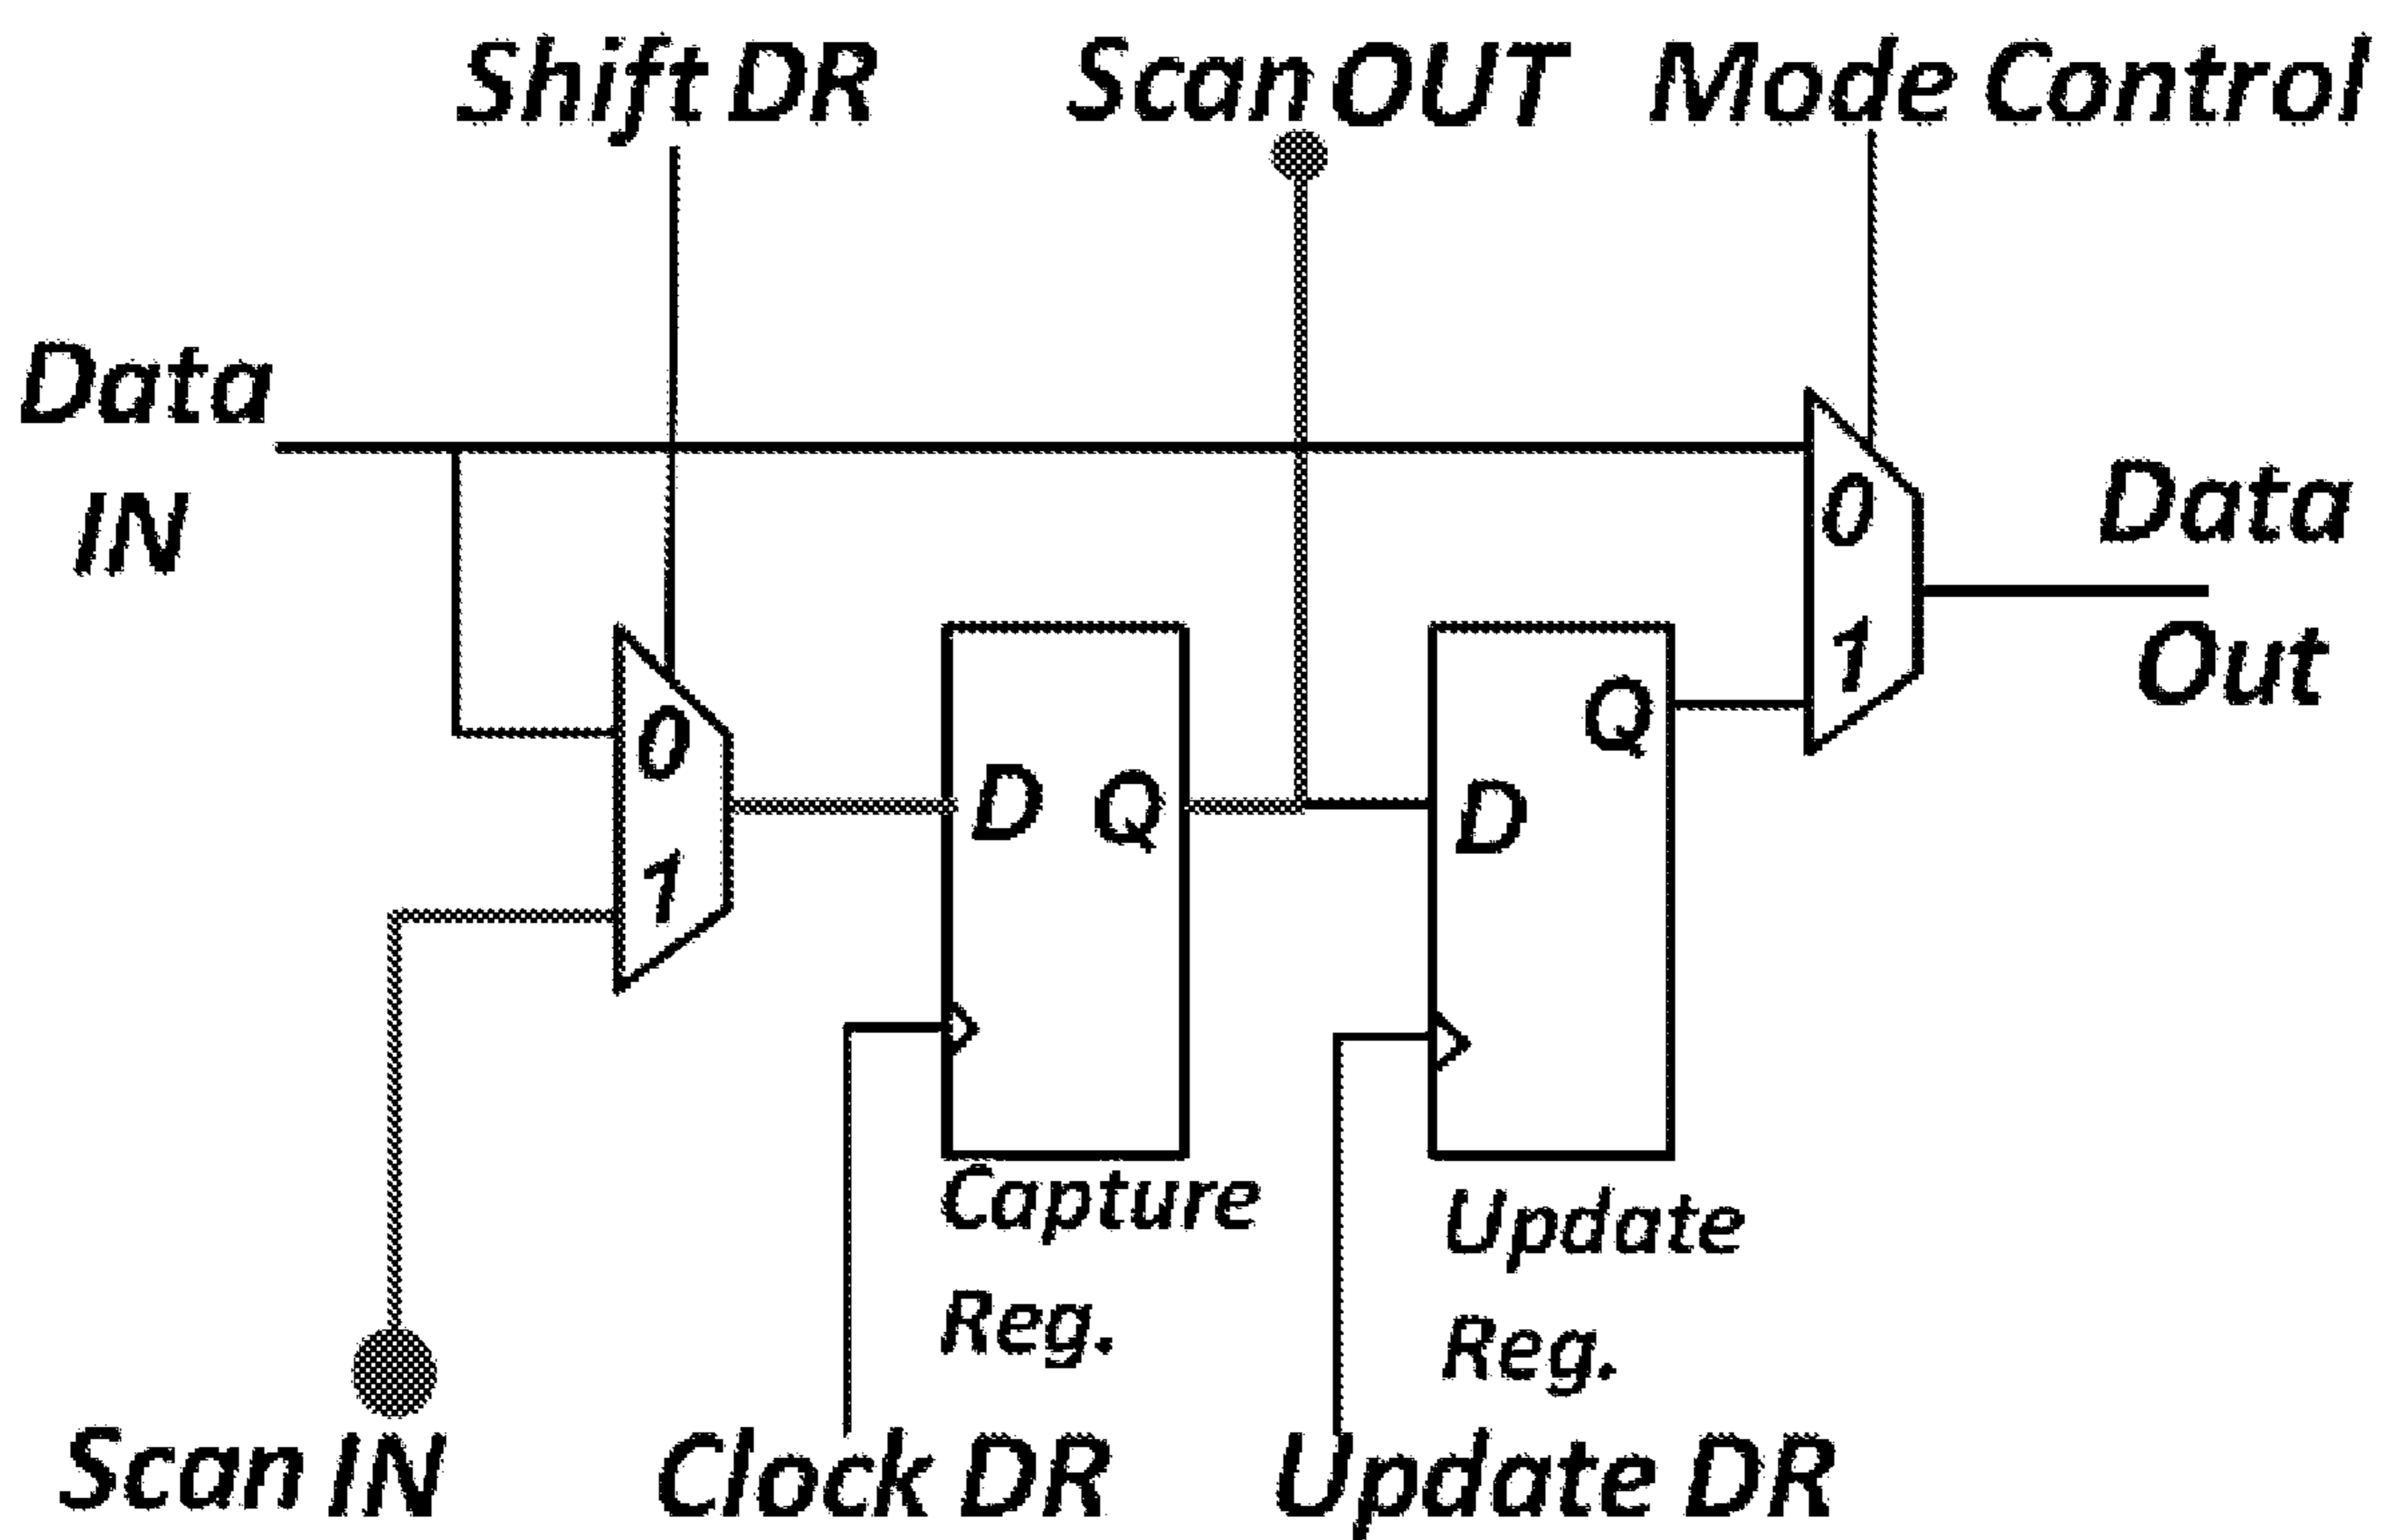 Shift DR
Scan OUT
Mode Control
Data
IN
0
1
Data
Out
0
1
D Q
Q
D
Capture
Reg.
Update
Reg.
Scan IN
Clock DR
Update DR